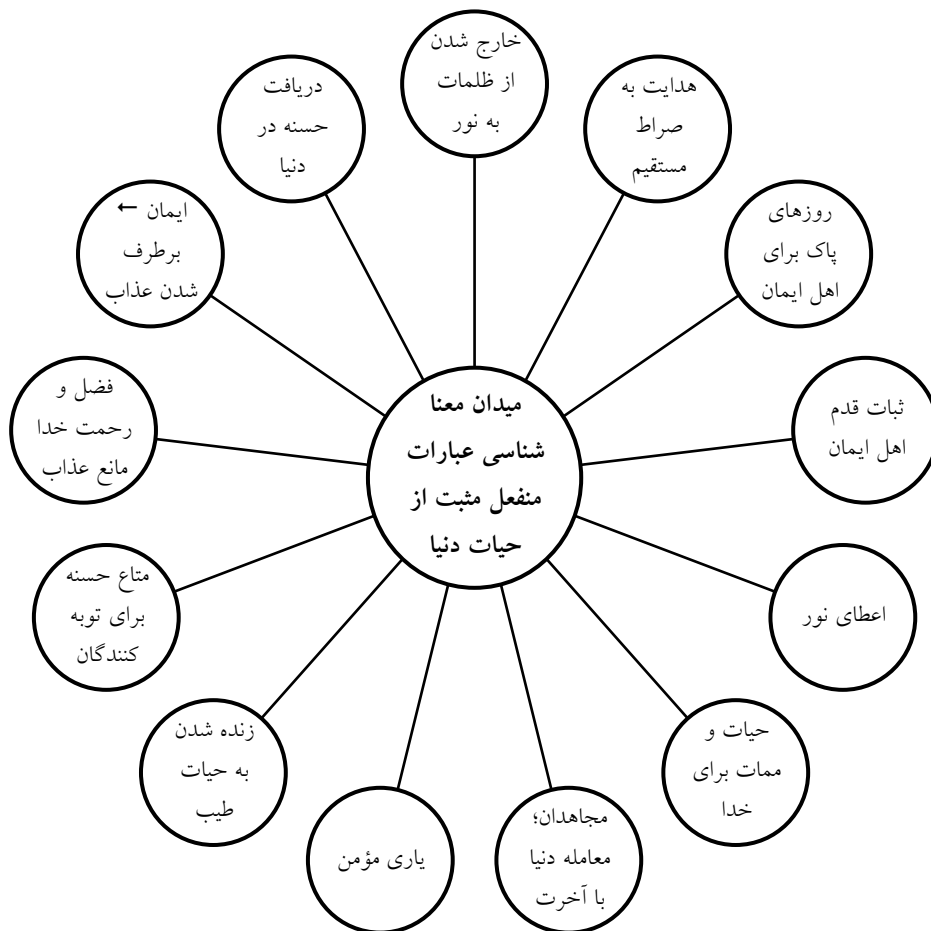 میدان معنا
شناسی عبارات
منفعل مثبت از
حیات دنیا
خارج شدن
از ظلمات
به نور
هدایت به
صراط
مستقیم
روزهای
پاک برای
اهل ایمان
ثبات قدم
اهل ایمان
اعطای نور
حیات و
ممات برای
خدا
مجاهدان؛
معامله دنیا
با آخرت
یاری مؤمن
زنده شدن
به حیات
طیب
متاع حسنه
برای توبه
کنندگان
فضل و
رحمت خدا
مانع عذاب
ایمان ←
برطرف
شدن عذاب
دریافت
حسنه در
دنیا